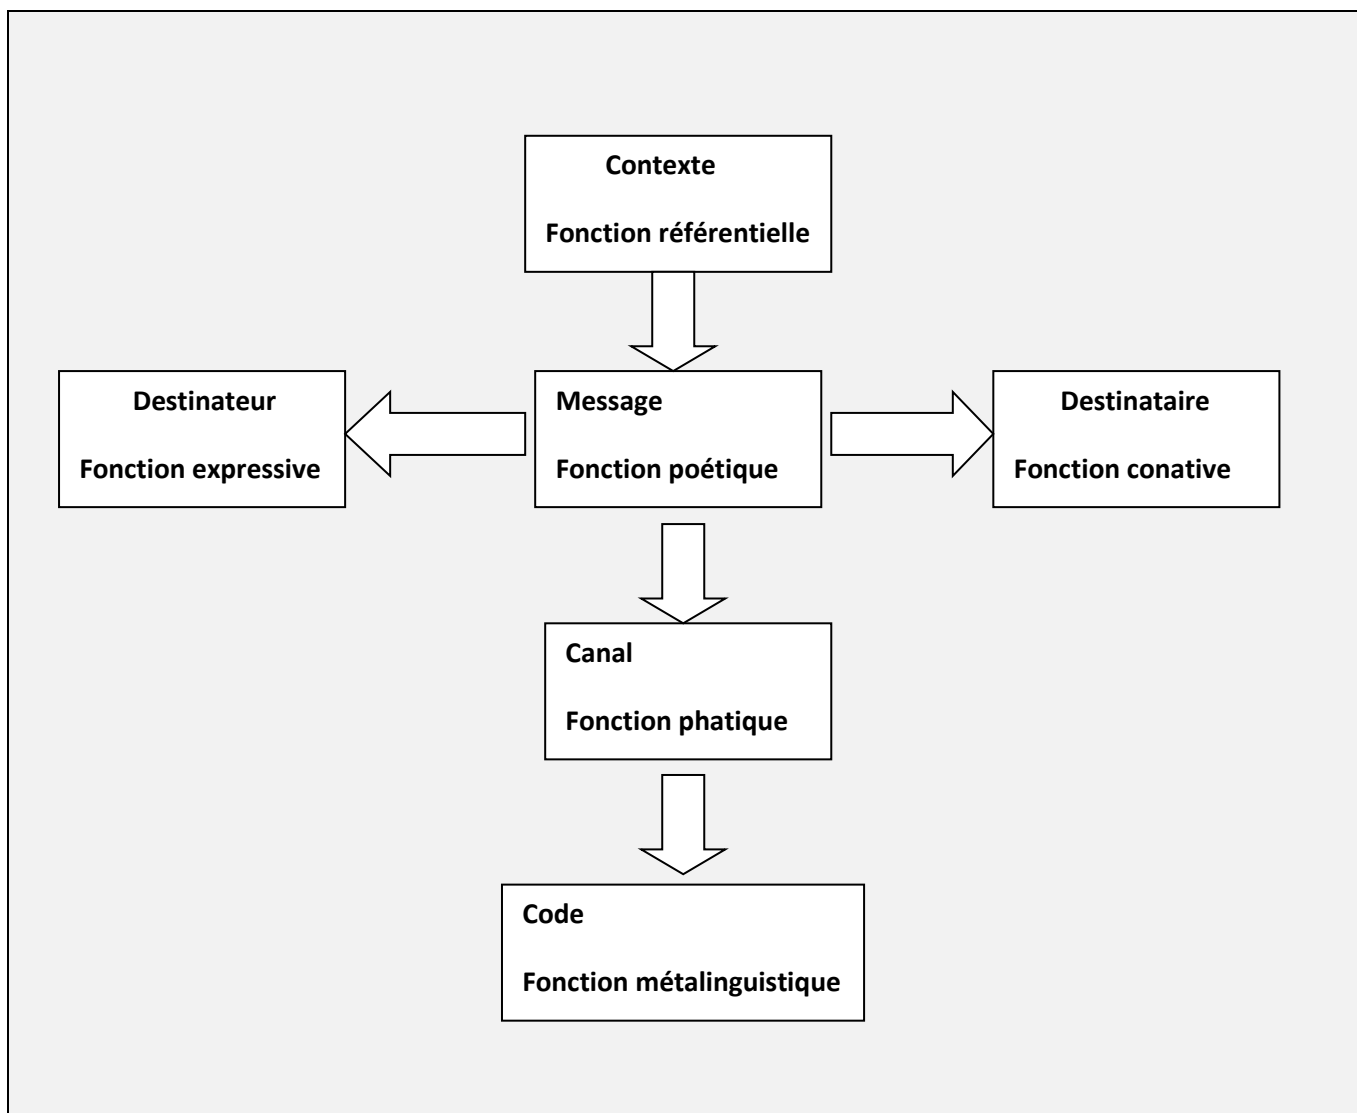 Contexte
Fonction référentielle
Destinateur
Fonction expressive
Message
Fonction poétique
Destinataire
Fonction conative
Canal
Fonction phatique
Code
Fonction métalinguistique